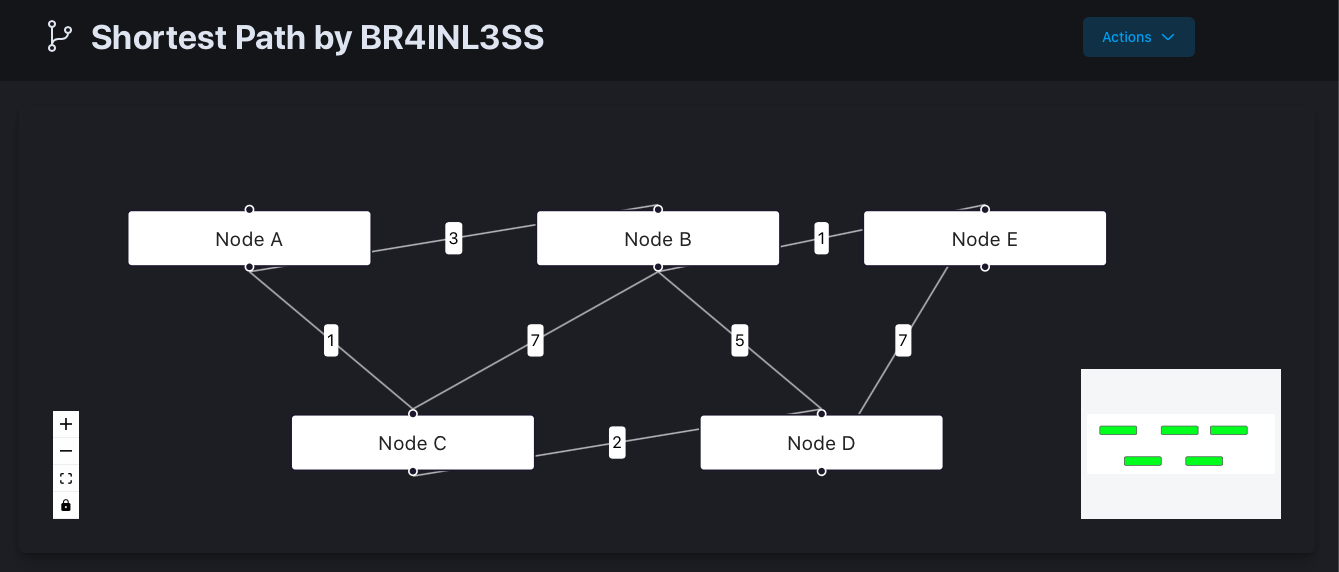 Shortest Path by BR4INL3SS
Actions
Node A
3
Node B
1
Node E
1
7
5
7
Node C
2
Node D